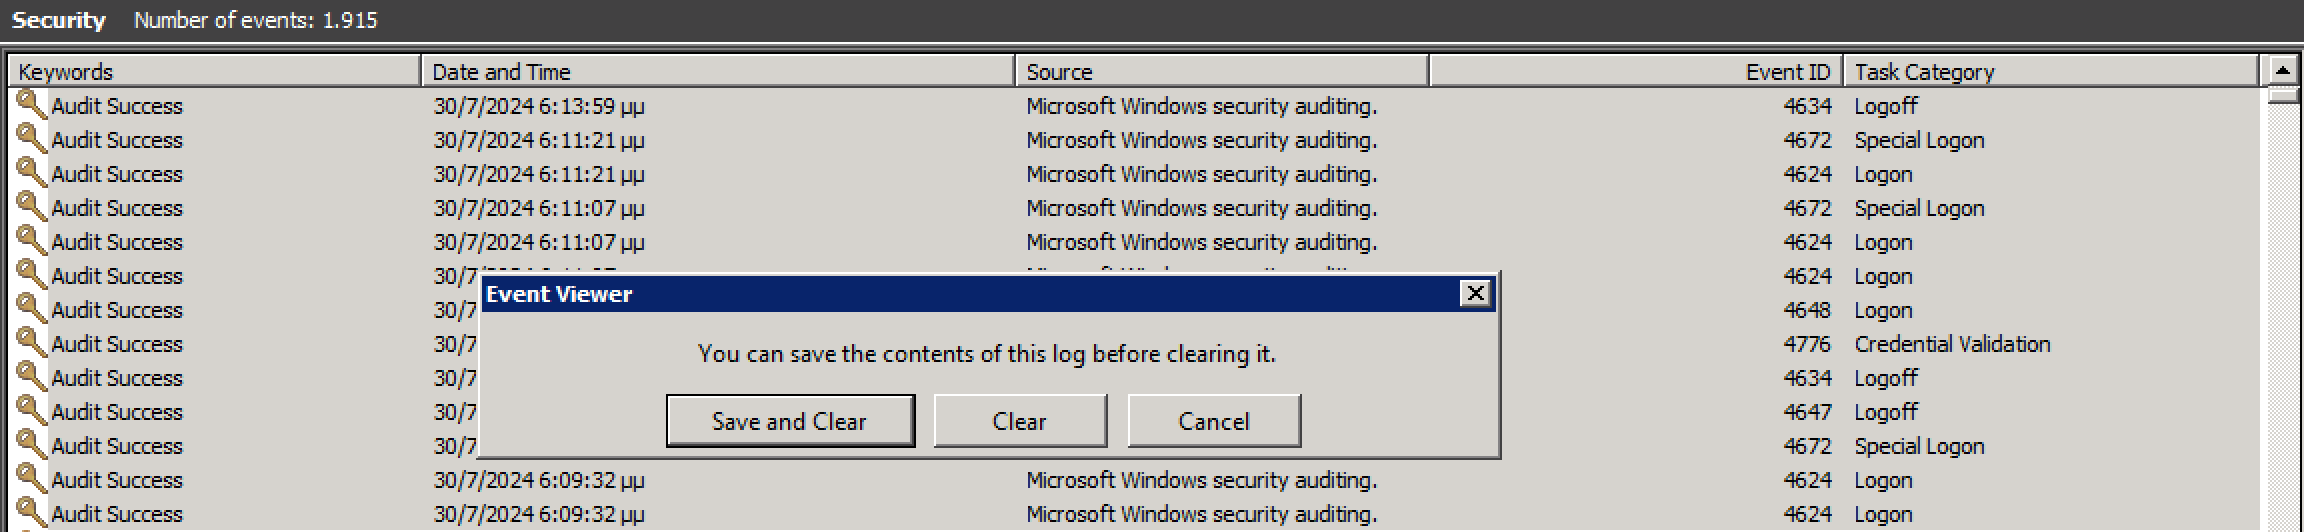 Security Number of events: 1.915
Keywords Date and Time Source Event ID Task Category
Audit Success 30/7/2024 6:13:59 μμ Microsoft Windows security auditing. 4634 Logoff
Audit Success 30/7/2024 6:11:21 μμ Microsoft Windows security auditing. 4672 Special Logon
Audit Success 30/7/2024 6:11:21 μμ Microsoft Windows security auditing. 4624 Logon
Audit Success 30/7/2024 6:11:07 μμ Microsoft Windows security auditing. 4672 Special Logon
Audit Success 30/7/2024 6:11:07 μμ Microsoft Windows security auditing. 4624 Logon
Audit Success 30/7 4624 Logon
Audit Success 30/7 4648 Logon
Audit Success 30/7 4776 Credential Validation
Audit Success 30/7 4634 Logoff
Audit Success 30/7 4647 Logoff
Audit Success 30/7 4672 Special Logon
Event Viewer
You can save the contents of this log before clearing it.
Save and Clear Clear Cancel
Audit Success 30/7/2024 6:09:32 μμ Microsoft Windows security auditing. 4624 Logon
Audit Success 30/7/2024 6:09:32 μμ Microsoft Windows security auditing. 4624 Logon